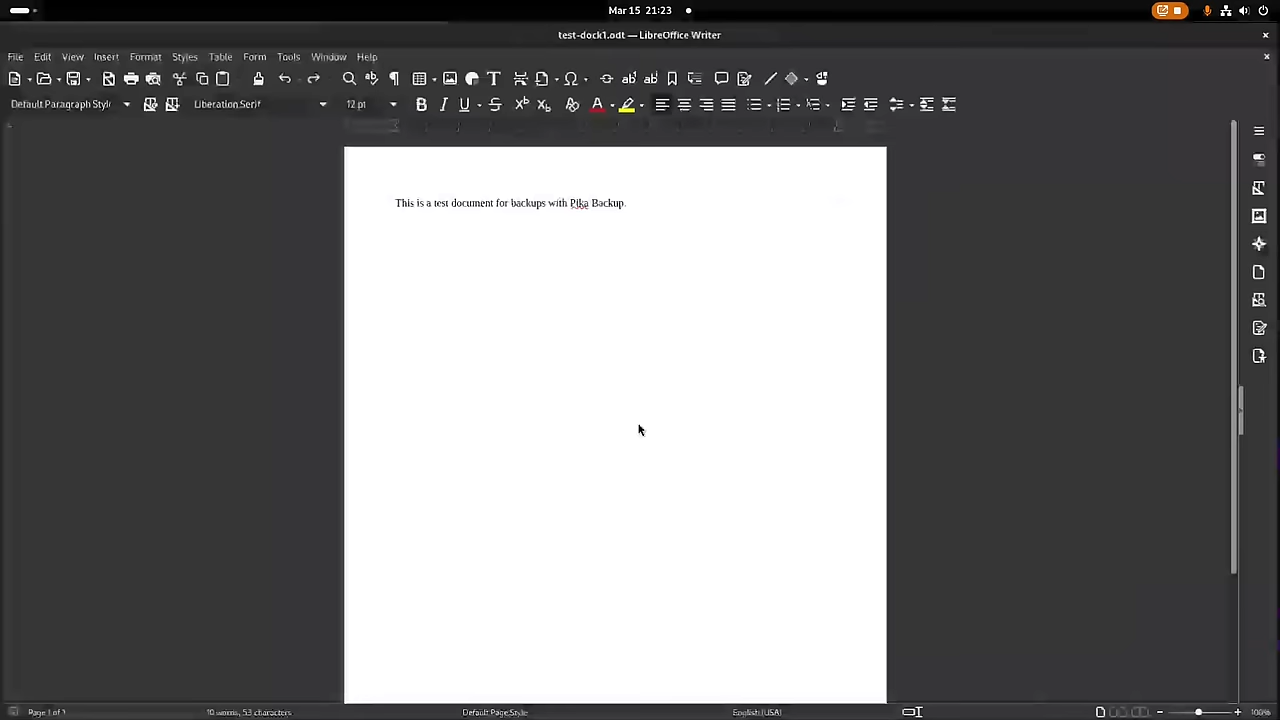 Mar 15 21:23
test-dock1.odt — LibreOffice Writer
File Edit View Insert Format Styles Table Form Tools Window Help
Default Paragraph Style Liberation Serif 12 pt
This is a test document for backups with Pika Backup.
Page 1 of 1 10 words, 53 characters Default Page Style English (USA) 100%